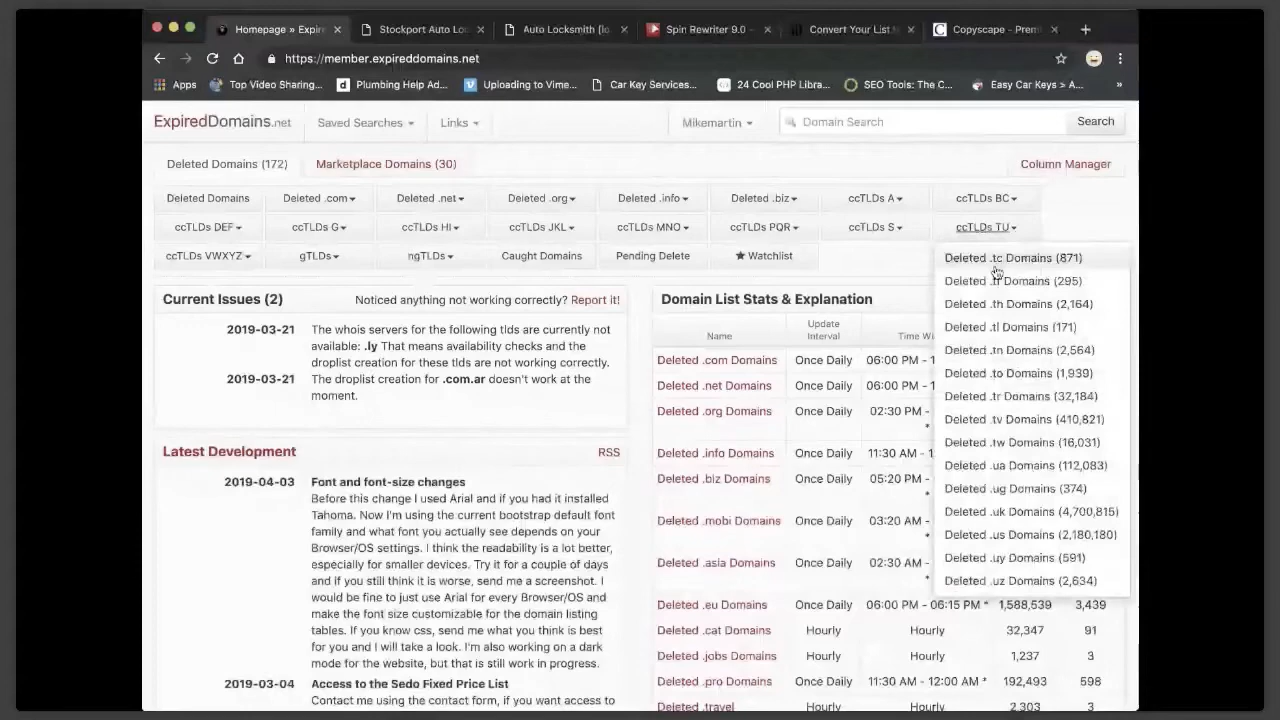 Homepage » Expire
Stockport Auto Lo
Auto Locksmith [lo
Spin Rewriter 9.0 -
Convert Your List
Copyscape - Prem
https://member.expireddomains.net
Apps
Top Video Sharing...
Plumbing Help Ad...
Uploading to Vime...
Car Key Services...
24 Cool PHP Libra...
SEO Tools: The C...
Easy Car Keys > A...
»
ExpiredDomains.net
Saved Searches
Links
Mikemartin
Domain Search
Search
Deleted Domains (172)
Marketplace Domains (30)
Column Manager
Deleted Domains
Deleted .com
Deleted .net
Deleted .org
Deleted .info
Deleted .biz
ccTLDs A
ccTLDs BC
ccTLDs DEF
ccTLDs G
ccTLDs HI
ccTLDs JKL
ccTLDs MNO
ccTLDs PQR
ccTLDs S
ccTLDs TU
ccTLDs VWXYZ
gTLDs
ngTLDs
Caught Domains
Pending Delete
★ Watchlist
Deleted .tc Domains (871)
Domains (295)
Deleted .th Domains (2,164)
Deleted .tl Domains (171)
Deleted .tn Domains (2,564)
Deleted .to Domains (1,939)
Deleted .tr Domains (32,184)
Deleted .tv Domains (410,821)
Deleted .tw Domains (16,031)
Deleted .ua Domains (112,083)
Deleted .ug Domains (374)
Deleted .uk Domains (4,700,815)
Deleted .us Domains (2,180,180)
Deleted .uy Domains (591)
Deleted .uz Domains (2,634)
Current Issues (2)
Noticed anything not working correctly? Report it!
2019-03-21
The whois servers for the following tlds are currently not
available: .ly That means availability checks and the
droplist creation for these tlds are not working correctly.
2019-03-21
The droplist creation for .com.ar doesn't work at the
moment.
Latest Development
RSS
2019-04-03
Font and font-size changes
Before this change I used Arial and if you had it installed
Tahoma. Now I'm using the current bootstrap default font
family and what font you actually see depends on your
Browser/OS settings. I think the readability is a lot better,
especially for smaller devices. Try it for a couple of days
and if you still think it is worse, send me a screenshot. I
would be fine to just use Arial for every Browser/OS and
make the font size customizable for the domain listing
tables. If you know css, send me what you think is best
for you and I will take a look. I'm also working on a dark
mode for the website, but that is still work in progress.
2019-03-04
Access to the Sedo Fixed Price List
Contact me using the contact form, if you want access to
Domain List Stats & Explanation
Name
Update
Interval
Time Wi
Deleted .com Domains Once Daily 06:00 PM - 1
Deleted .net Domains Once Daily 06:00 PM - 1
Deleted .org Domains Once Daily 02:30 PM -
*
Deleted .info Domains Once Daily 11:30 AM - 1
Deleted .biz Domains Once Daily 05:20 PM -
*
Deleted .mobi Domains Once Daily 03:20 AM -
*
Deleted .asia Domains Once Daily 02:30 AM -
*
Deleted .eu Domains Once Daily 06:00 PM - 06:15 PM * 1,588,539 3,439
Deleted .cat Domains Hourly Hourly 32,347 91
Deleted .jobs Domains Hourly Hourly 1,237 3
Deleted .pro Domains Once Daily 11:30 AM - 12:00 AM * 192,493 598
Deleted .travel Hourly Hourly 2,303 3